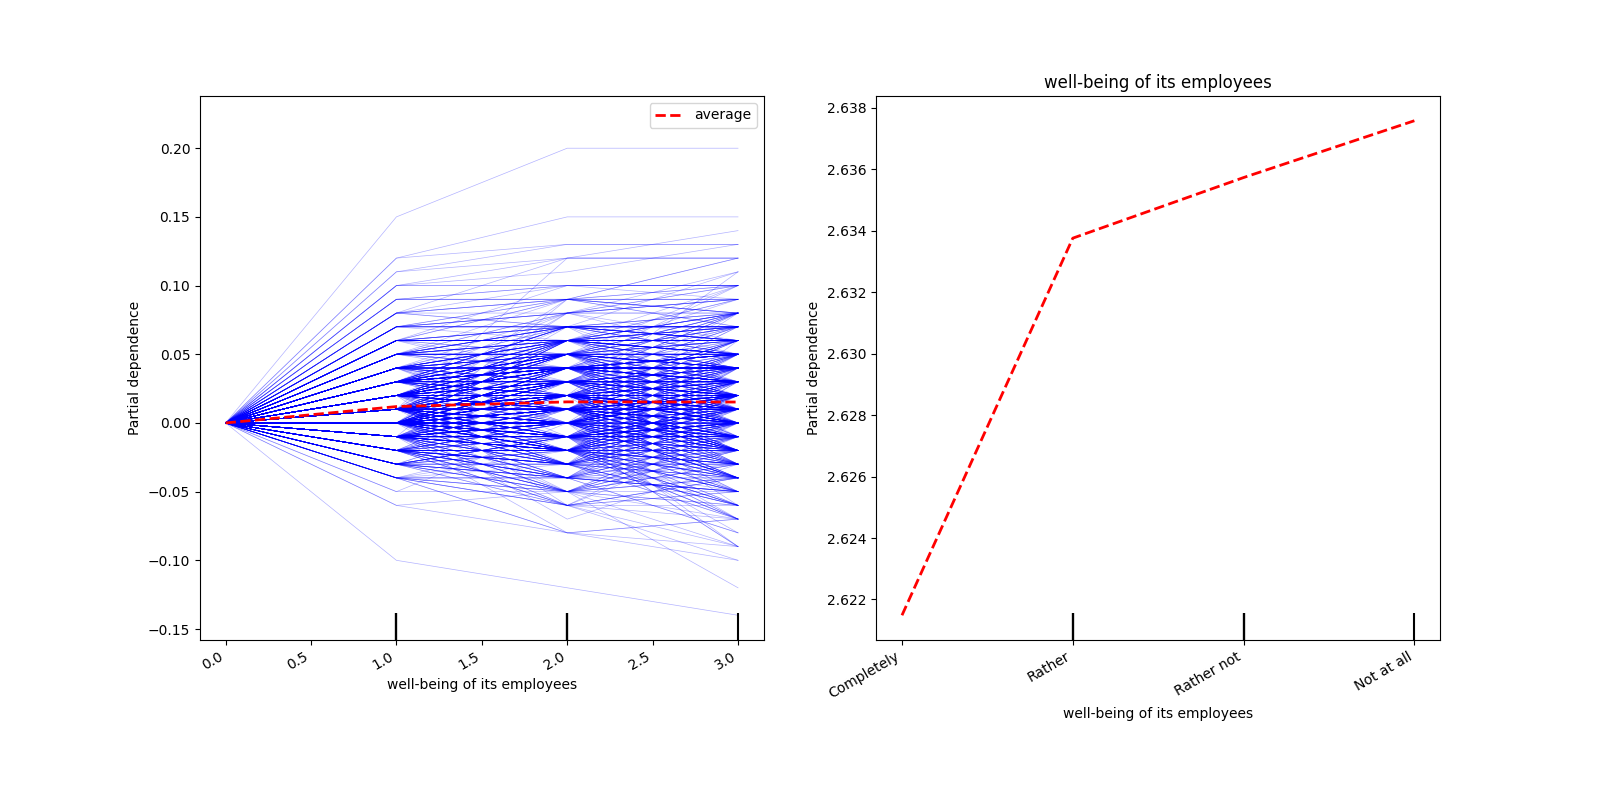 average
0.20
0.15
0.10
0.05
0.00
−0.05
−0.10
−0.15
Partial dependence
0.0
0.5
1.0
1.5
2.0
2.5
3.0
well-being of its employees
well-being of its employees
2.638
2.636
2.634
2.632
2.630
2.628
2.626
2.624
2.622
Partial dependence
Completely
Rather
Rather not
Not at all
well-being of its employees